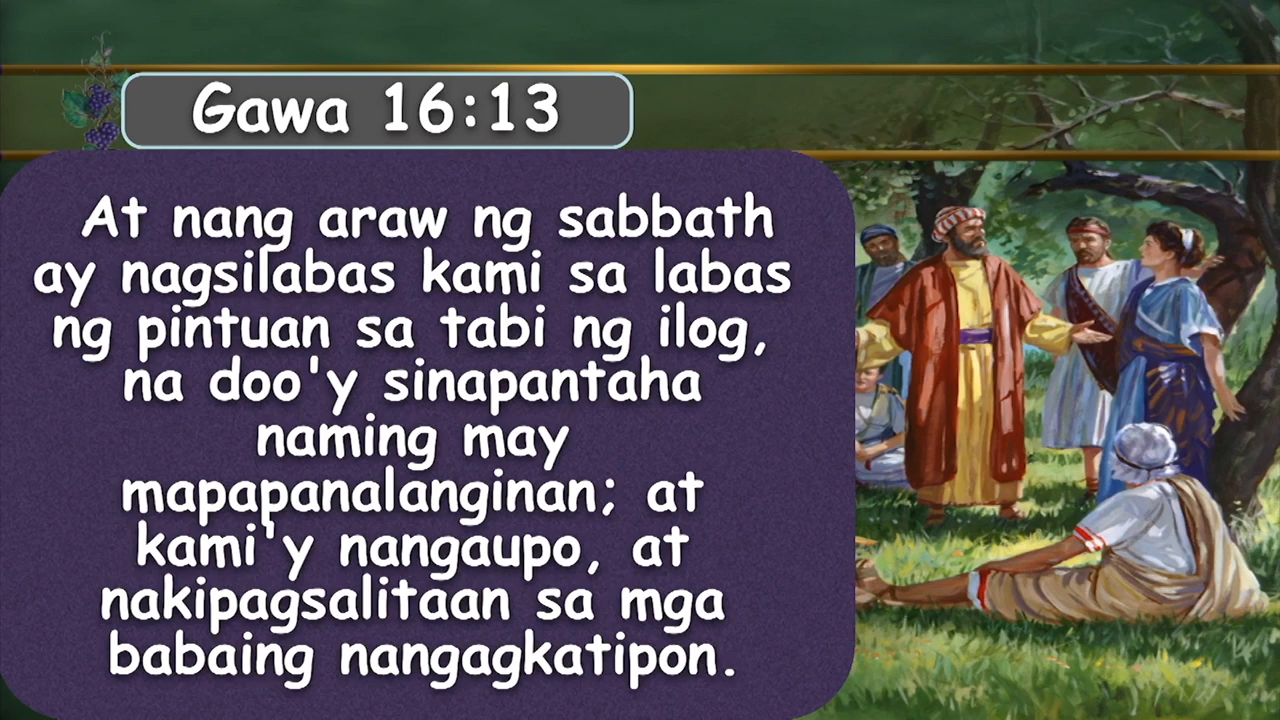 Gawa 16:13
At nang araw ng sabbath
ay nagsilabas kami sa labas
ng pintuan sa tabi ng ilog,
na doo'y sinapantaha
naming may
mapapanalanginan; at
kami'y nangaupo, at
nakipagsalitaan sa mga
babaing nangagkatipon.